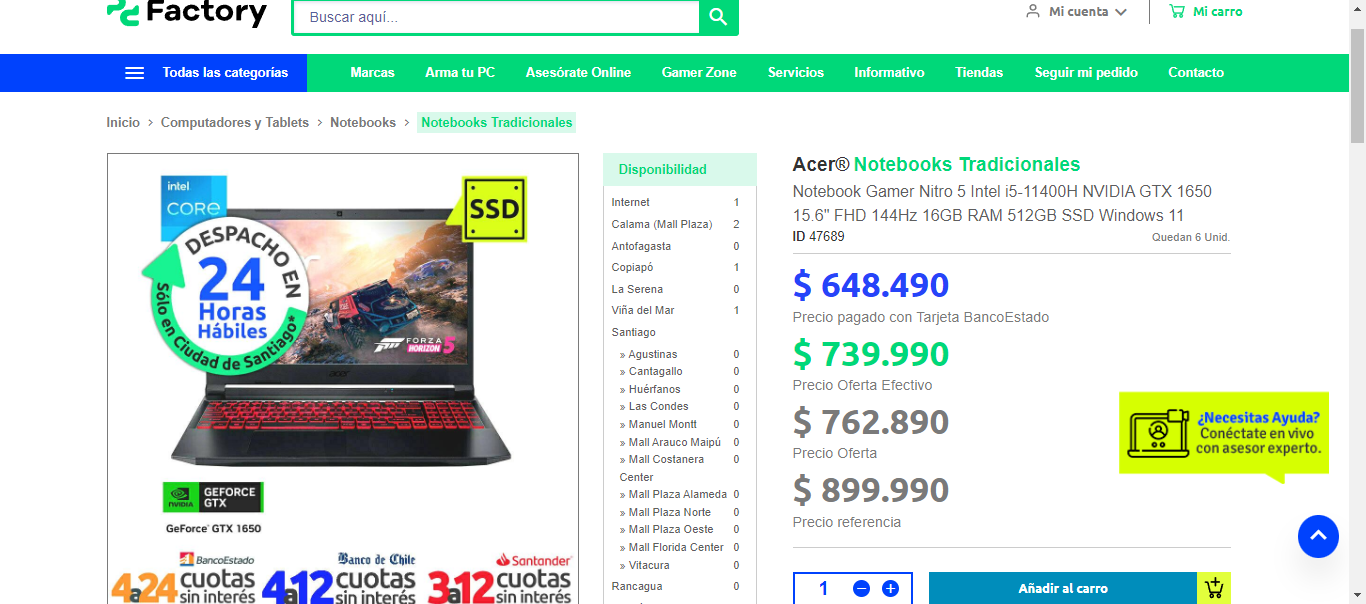 Factory
Buscar aquí...
Mi cuenta
Mi carro
Todas las categorías
Marcas
Arma tu PC
Asesórate Online
Gamer Zone
Servicios
Informativo
Tiendas
Seguir mi pedido
Contacto
Inicio > Computadores y Tablets > Notebooks > Notebooks Tradicionales
intel
CORE
SSD
DESPACHO EN
24
Horas
Hábiles
Sólo en Ciudad de Santiago*
FORZA
HORIZON 5
acer
NVIDIA
GEFORCE
GTX
GeForce® GTX 1650
BancoEstado
4a24 cuotas
sin interés
Banco de Chile
4a12 cuotas
sin interés
Santander
3a12 cuotas
sin interés
Disponibilidad
Internet 1
Calama (Mall Plaza) 2
Antofagasta 0
Copiapó 1
La Serena 0
Viña del Mar 1
Santiago
» Agustinas 0
» Cantagallo 0
» Huérfanos 0
» Las Condes 0
» Manuel Montt 0
» Mall Arauco Maipú 0
» Mall Costanera 0
Center
» Mall Plaza Alameda 0
» Mall Plaza Norte 0
» Mall Plaza Oeste 0
» Mall Florida Center 0
» Vitacura 0
Rancagua 0
Acer® Notebooks Tradicionales
Notebook Gamer Nitro 5 Intel i5-11400H NVIDIA GTX 1650
15.6" FHD 144Hz 16GB RAM 512GB SSD Windows 11
ID 47689
Quedan 6 Unid.
$ 648.490
Precio pagado con Tarjeta BancoEstado
$ 739.990
Precio Oferta Efectivo
$ 762.890
Precio Oferta
$ 899.990
Precio referencia
1
Añadir al carro
¿Necesitas Ayuda?
Conéctate en vivo
con asesor experto.